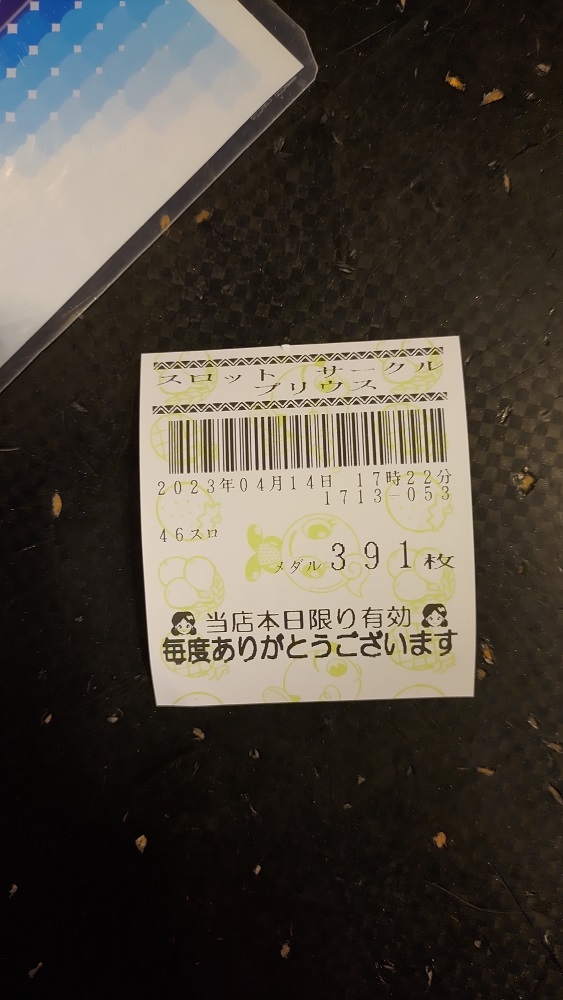 スロット サークル
プリウス
2023年04月14日 17時22分
1713-053
46スロ
メダル 391枚
当店本日限り有効
毎度ありがとうございます